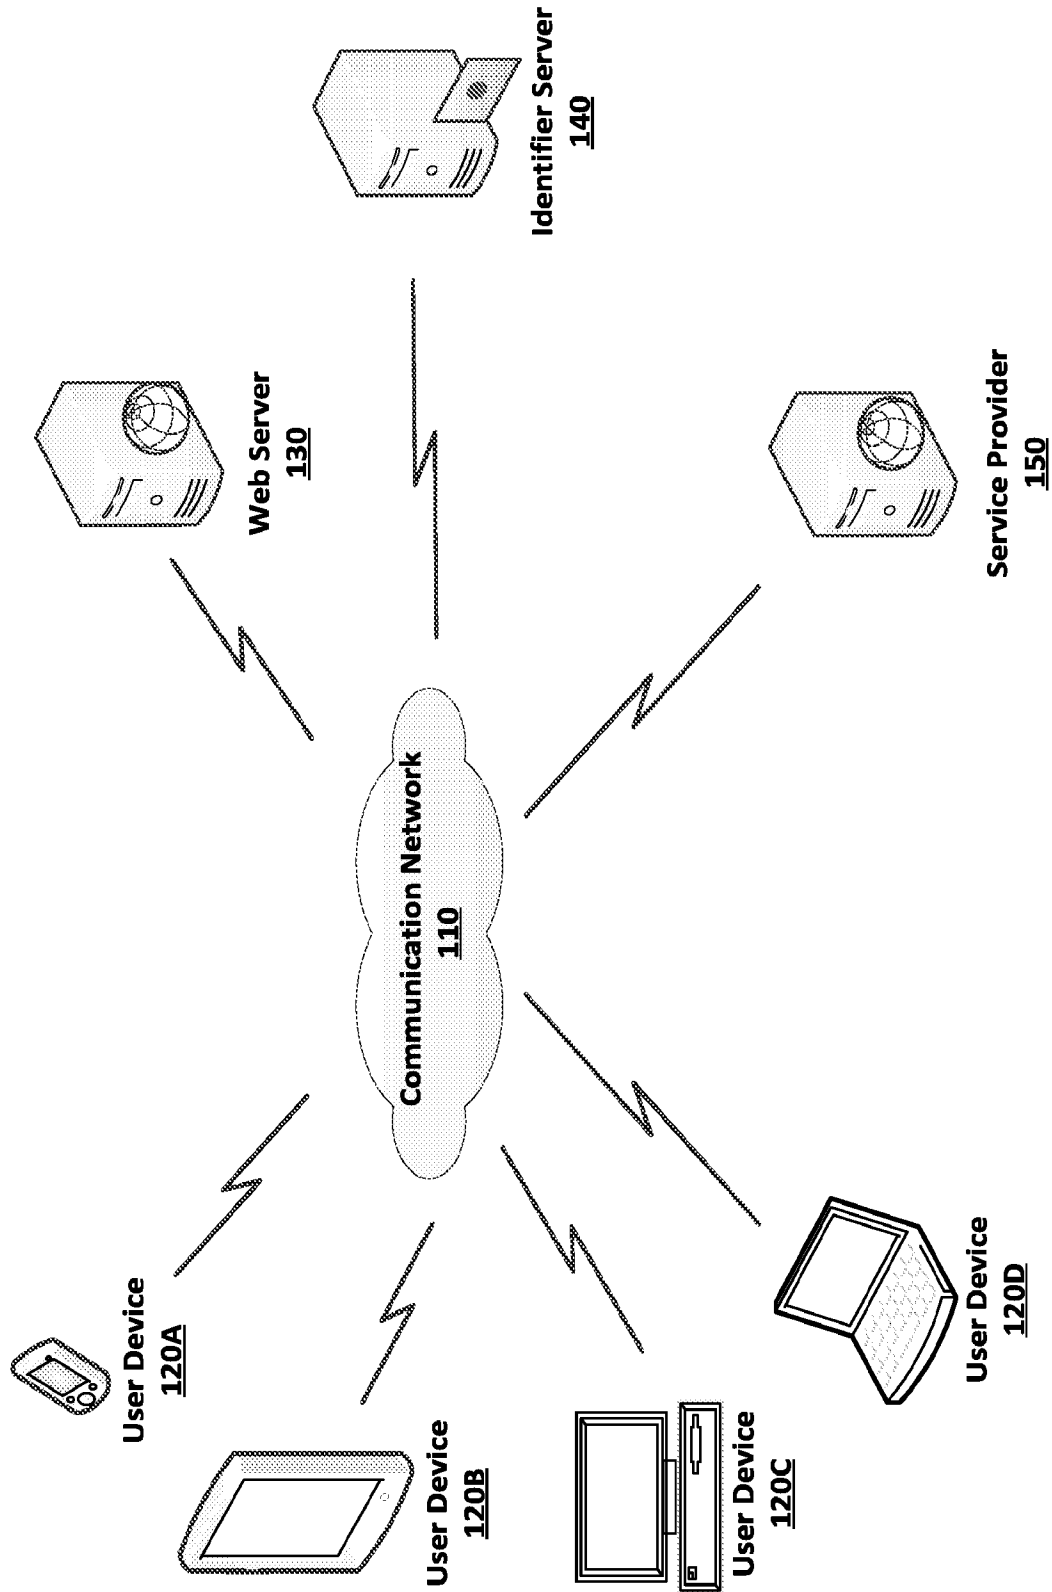 User Device
120A
User Device
120B
User Device
120C
User Device
120D
Communication Network
110
Web Server
130
Identifier Server
140
Service Provider
150